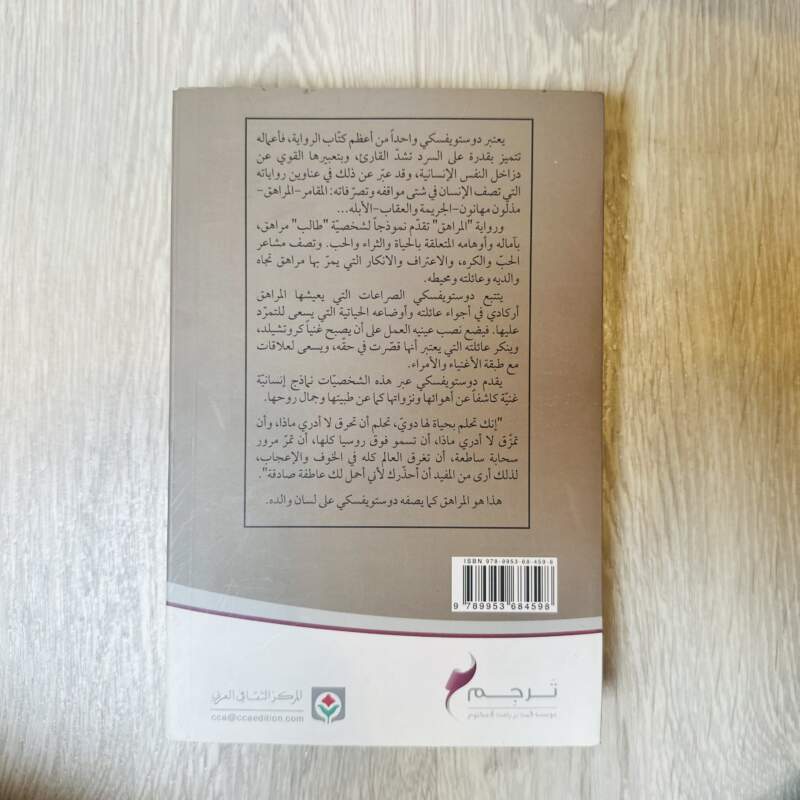 يعتبر دوستويفسكي واحداً من أعظم كتّاب الرواية، فأعماله
تتميز بقدرة على السرد تشدّ القارئ، وبتعبيرها القوي عن
دزاخل النفس الإنسانية، وقد عبّر عن ذلك في عناوين رواياته
التي تصف الإنسان في شتى مواقفه وتصرّفاته: المقامر-المراهق-
مذلون مهانون-الجريمة والعقاب-الأبله...
ورواية "المراهق" تقدّم نموذجاً لشخصيّة "طالب" مراهق،
بآماله وأوهامه المتعلقة بالحياة والثراء والحب. وتصف مشاعر
الحبّ والكره، والاعتراف والانكار التي يمرّ بها مراهق تجاه
والديه وعائلته ومحيطه.
يتتبع دوستويفسكي الصراعات التي يعيشها المراهق
أركادي في أجواء عائلته وأوضاعه الحياتية التي يسعى للتمرّد
عليها. فيضع نصب عينيه العمل على أن يصبح غنياً كروتشيلد،
وينكر عائلته التي يعتبر أنها قصّرت في حقّه، ويسعى لعلاقات
مع طبقة الأغنياء والأمراء.
يقدم دوستويفسكي عبر هذه الشخصيّات نماذج إنسانيّة
غنيّة كاشفاً عن أهوائها ونزواتها كما عن طيبتها وجمال روحها.
"إنك تحلم بحياة لها دويّ، تحلم أن تحرق لا أدري ماذا، وأن
تمزّق لا أدري ماذا، أن تسمو فوق روسيا كلها، أن تمرّ مرور
سحابة ساطعة، أن تغرق العالم كله في الخوف والإعجاب،
لذلك أرى من المفيد أن أحذّرك لأني أحمل لك عاطفة صادقة".
هذا هو المراهق كما يصفه دوستويفسكي على لسان والده.
ISBN 978-9953-68-459-8
9 789953 684598
ترجم
المركز الثقافي العربي
cca@ccaedition.com